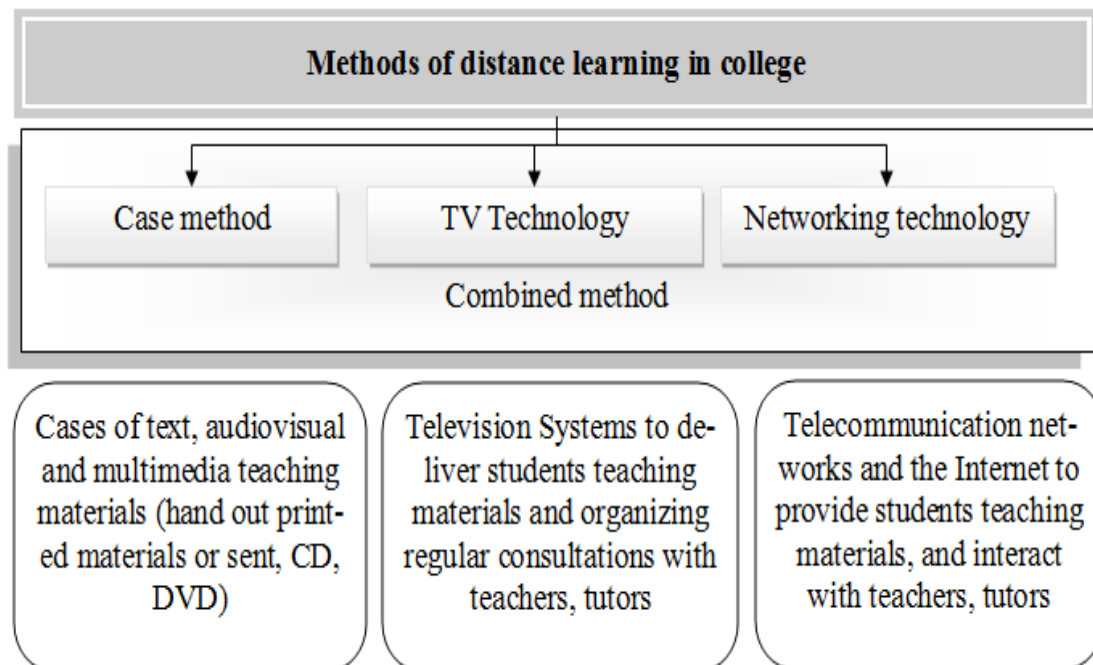 Methods of distance learning in college
Case method
TV Technology
Networking technology
Combined method
Cases of text, audiovisual
and multimedia teaching
materials (hand out print-
ed materials or sent, CD,
DVD)
Television Systems to de-
liver students teaching
materials and organizing
regular consultations with
teachers, tutors
Telecommunication net-
works and the Internet to
provide students teaching
materials, and interact
with teachers, tutors